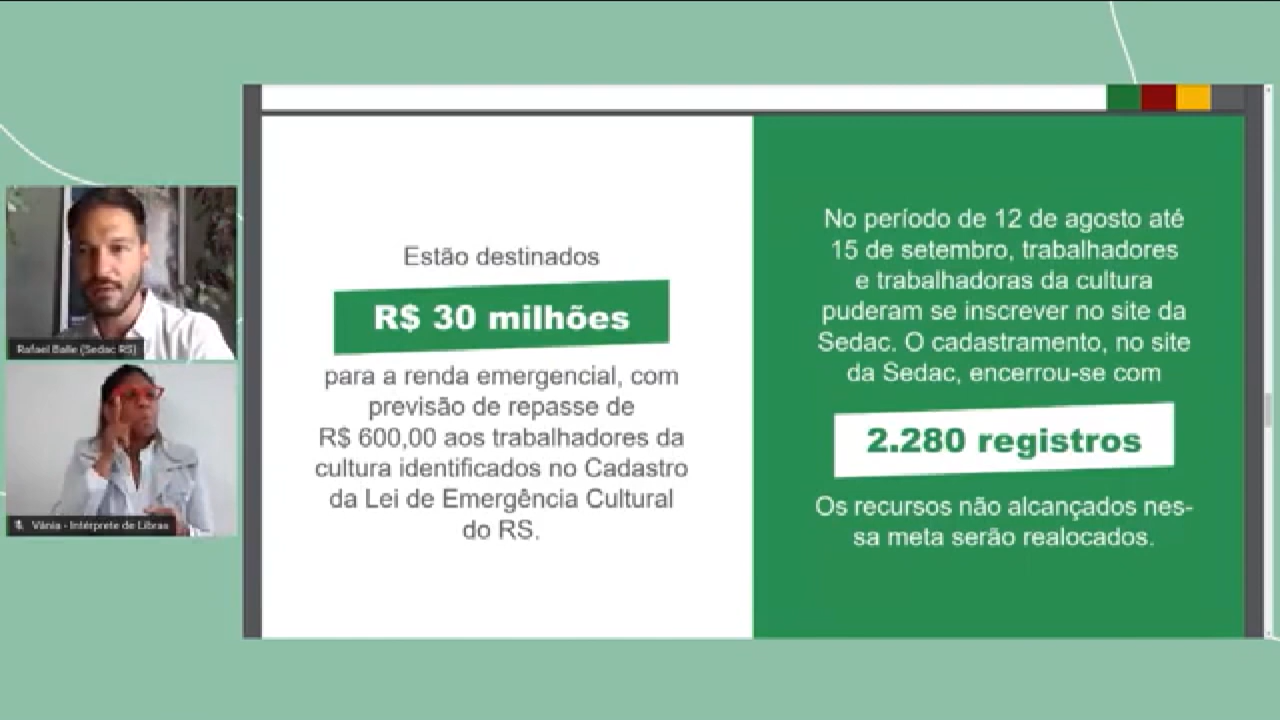 Estão destinados
R$ 30 milhões
para a renda emergencial, com
previsão de repasse de
R$ 600,00 aos trabalhadores da
cultura identificados no Cadastro
da Lei de Emergência Cultural
do RS.
No período de 12 de agosto até
15 de setembro, trabalhadores
e trabalhadoras da cultura
puderam se inscrever no site da
Sedac. O cadastramento, no site
da Sedac, encerrou-se com
2.280 registros
Os recursos não alcançados nes-
sa meta serão realocados.
Rafael Balle (Sedac RS)
Vânia - Intérprete de Libras